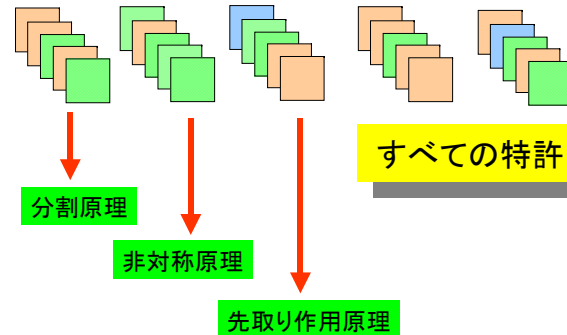 すべての特許
分割原理
非対称原理
先取り作用原理